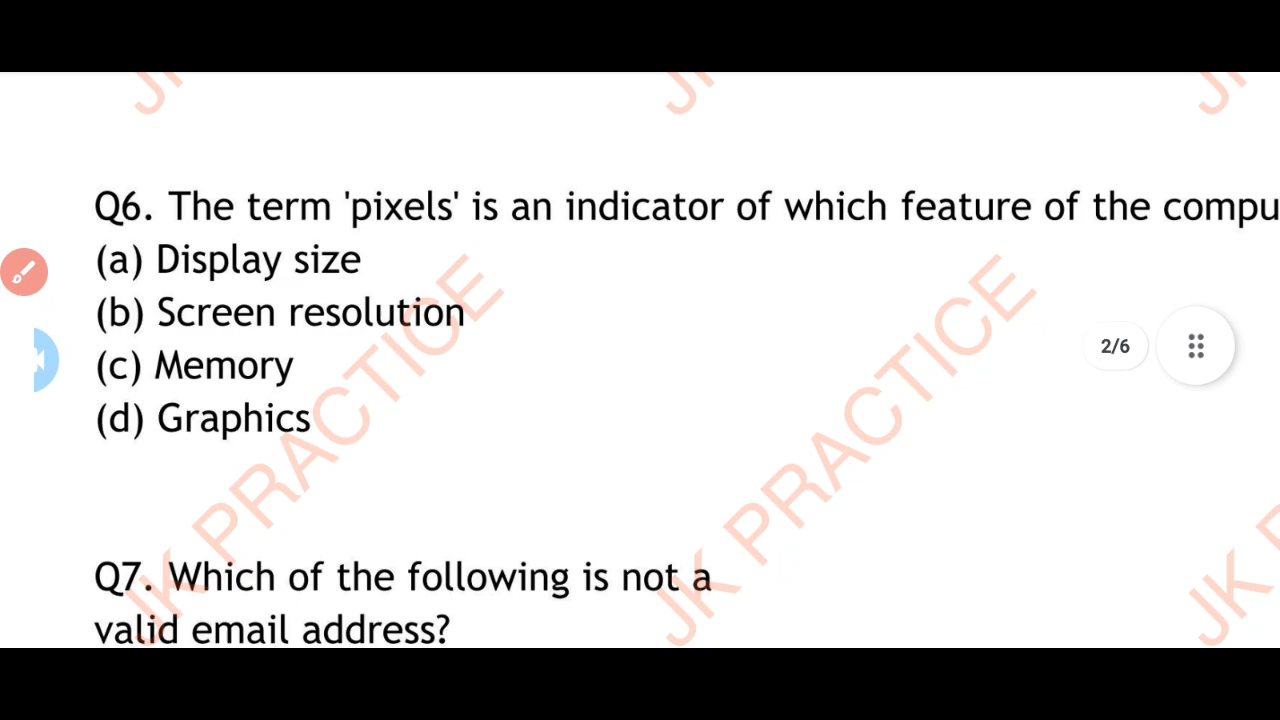 Q6. The term 'pixels' is an indicator of which feature of the compu
(a) Display size
(b) Screen resolution
(c) Memory
(d) Graphics
2/6
Q7. Which of the following is not a
valid email address?
JK PRACTICE
JK PRACTICE